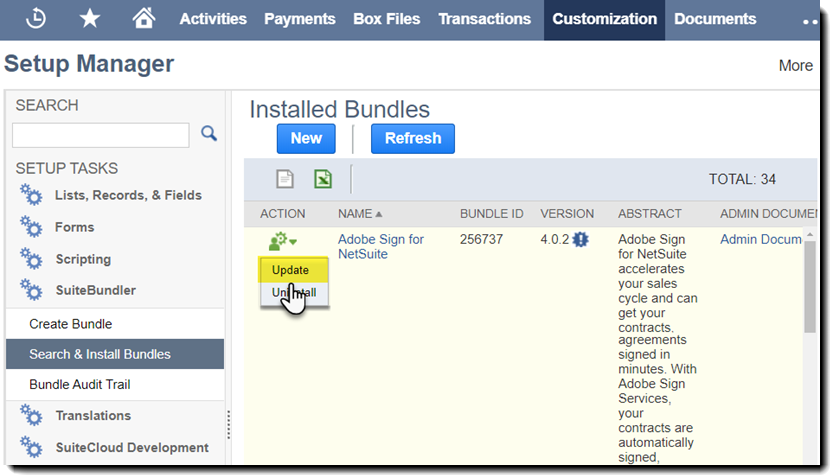 Activities Payments Box Files Transactions Customization Documents
Setup Manager
More
SEARCH
SETUP TASKS
Lists, Records, & Fields
Forms
Scripting
SuiteBundler
Create Bundle
Search & Install Bundles
Bundle Audit Trail
Translations
SuiteCloud Development
Installed Bundles
New Refresh
TOTAL: 34
ACTION NAME BUNDLE ID VERSION ABSTRACT ADMIN DOCUMEN
Adobe Sign for
NetSuite
256737
4.0.2
Adobe Sign
for NetSuite
accelerates
your sales
cycle and can
get your
contracts,
agreements
signed in
minutes. With
Adobe Sign
Services,
your
contracts are
automatically
signed,
Admin Docum
Update